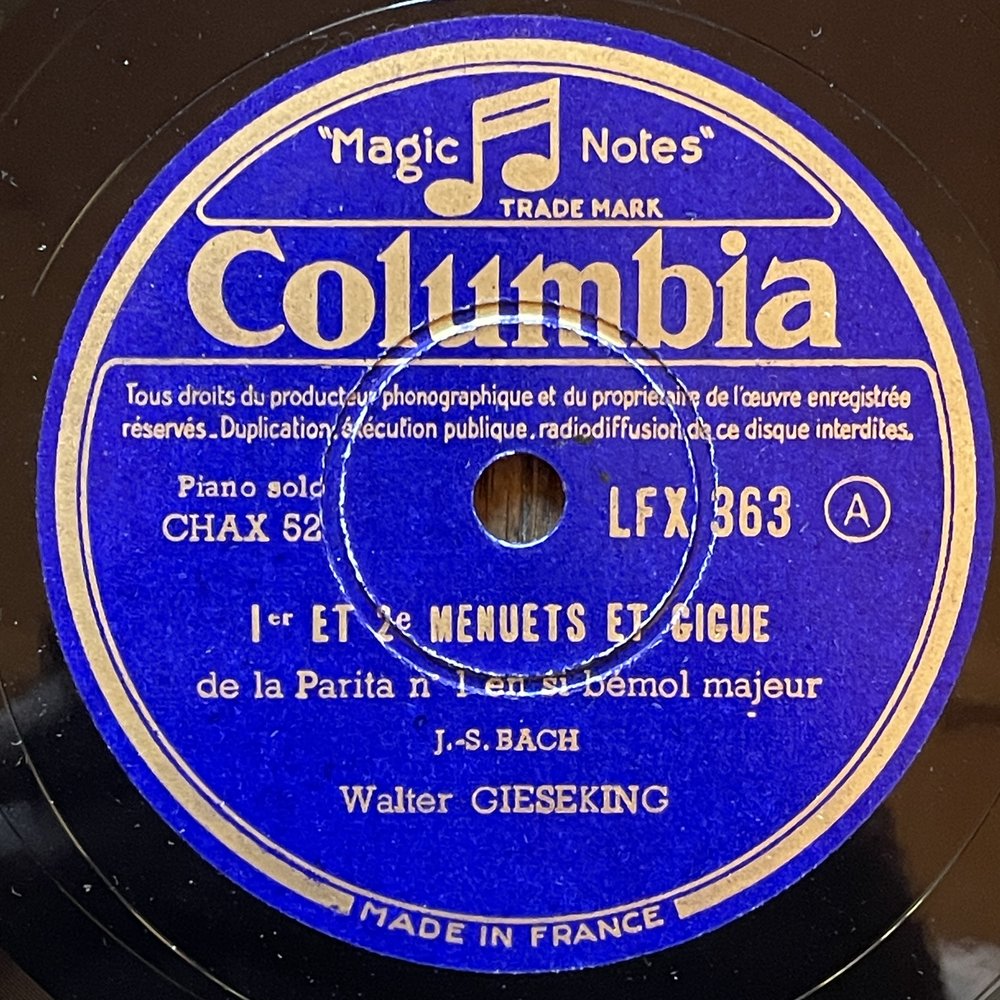 "Magic Notes"
TRADE MARK
Columbia
Tous droits du producteur phonographique et du propriétaire de l'œuvre enregistrée
réservés_Duplication, exécution publique, radiodiffusion de ce disque interdites.
Piano solo
CHAX 52
LFX 363 A
1er ET 2e MENUETS ET GIGUE
de la Parita n° 1 en si bémol majeur
J.-S. BACH
Walter GIESEKING
MADE IN FRANCE